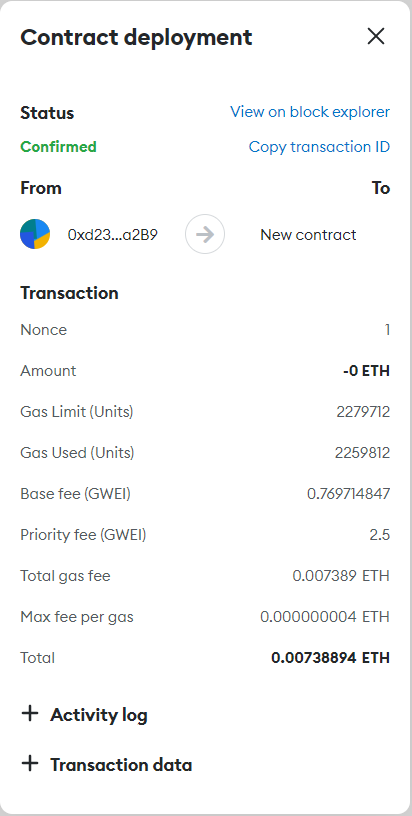 Contract deployment
Status View on block explorer
Confirmed Copy transaction ID
From To
0xd23...a2B9 New contract
Transaction
Nonce 1
Amount -0 ETH
Gas Limit (Units) 2279712
Gas Used (Units) 2259812
Base fee (GWEI) 0.769714847
Priority fee (GWEI) 2.5
Total gas fee 0.007389 ETH
Max fee per gas 0.000000004 ETH
Total 0.00738894 ETH
+ Activity log
+ Transaction data